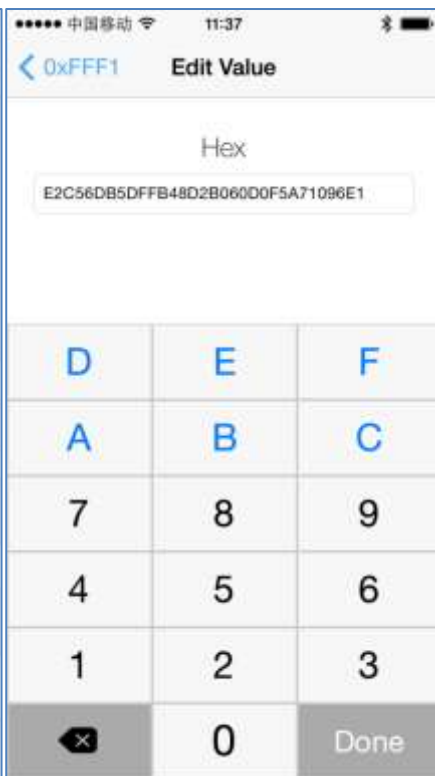 中国移动 11:37
0xFFF1 Edit Value
Hex
E2C56DB5DFFB48D2B060D0F5A71096E1
D E F
A B C
7 8 9
4 5 6
1 2 3
0 Done